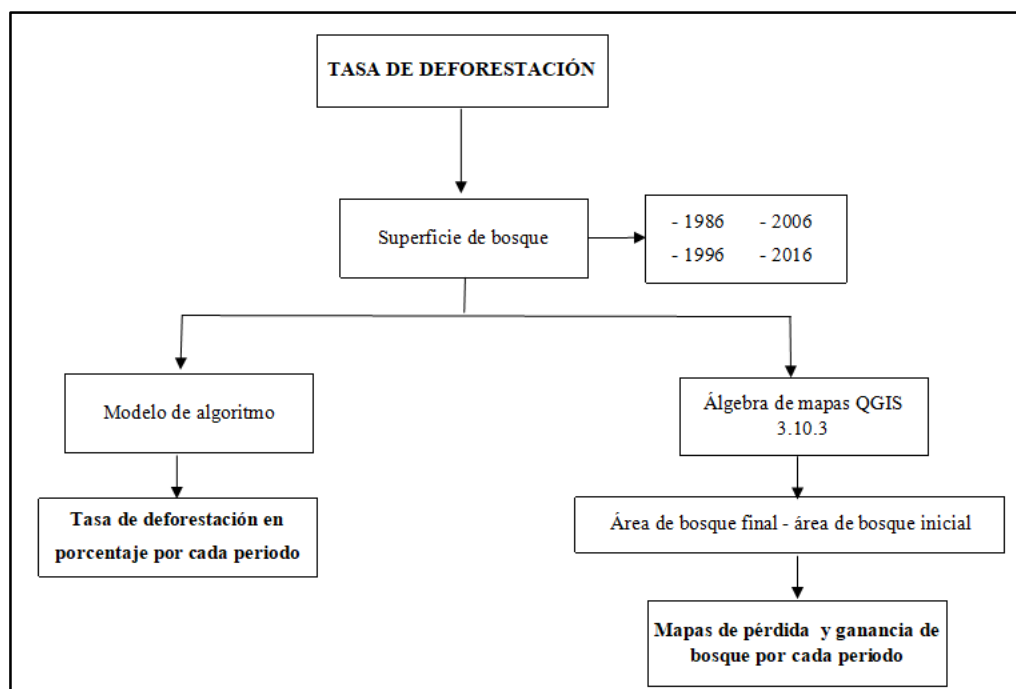 TASA DE DEFORESTACIÓN
Superficie de bosque
- 1986 - 2006
- 1996 - 2016
Modelo de algoritmo
Tasa de deforestación en
porcentaje por cada periodo
Álgebra de mapas QGIS
3.10.3
Área de bosque final - área de bosque inicial
Mapas de pérdida y ganancia de
bosque por cada periodo